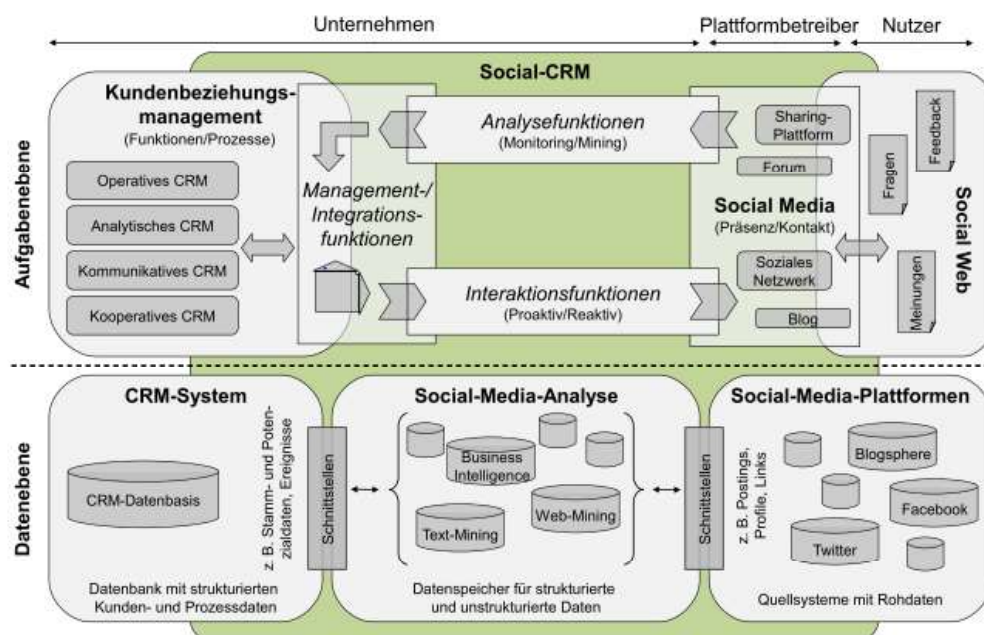 Unternehmen
Plattformbetreiber
Nutzer
Aufgabenebene
Social-CRM
Kundenbeziehungs-
management
(Funktionen/Prozesse)
Operatives CRM
Analytisches CRM
Kommunikatives CRM
Kooperatives CRM
Management-/
Integrations-
funktionen
Analysefunktionen
(Monitoring/Mining)
Interaktionsfunktionen
(Proaktiv/Reaktiv)
Sharing-
Plattform
Forum
Social Media
(Präsenz/Kontakt)
Soziales
Netzwerk
Blog
Fragen
Feedback
Meinungen
Social Web
Datenebene
CRM-System
CRM-Datenbasis
z. B. Stamm- und Poten-
zialdaten, Ereignisse
Datenbank mit strukturierten
Kunden- und Prozessdaten
Schnittstellen
Social-Media-Analyse
Business
Intelligence
Text-Mining
Web-Mining
Datenspeicher für strukturierte
und unstrukturierte Daten
Schnittstellen
Social-Media-Plattformen
z. B. Postings,
Profile, Links
Blogsphere
Facebook
Twitter
Quellsysteme mit Rohdaten